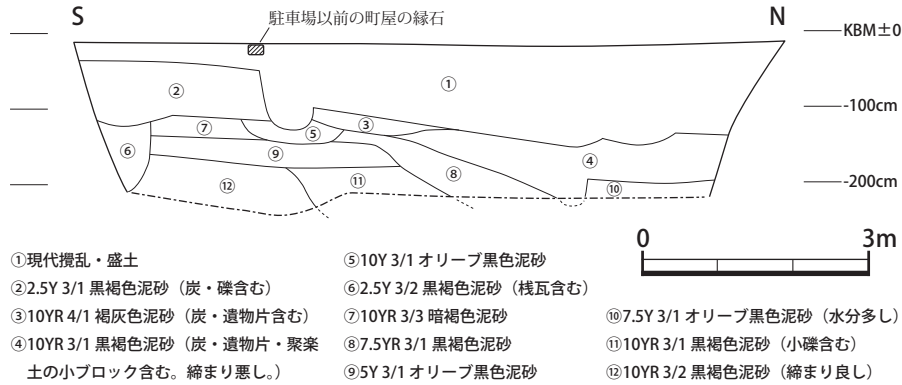 S
駐車場以前の町屋の縁石
N
KBM±0
①
②
-100cm
③
⑦
⑤
⑥
⑨
④
⑧
⑪
⑫
⑩
-200cm
0
3m
①現代攪乱・盛土
②2.5Y 3/1 黒褐色泥砂（炭・礫含む）
③10YR 4/1 褐灰色泥砂（炭・遺物片含む）
④10YR 3/1 黒褐色泥砂（炭・遺物片・聚楽
土の小ブロック含む。締まり悪し。）
⑤10Y 3/1 オリーブ黒色泥砂
⑥2.5Y 3/2 黒褐色泥砂（桟瓦含む）
⑦10YR 3/3 暗褐色泥砂
⑧7.5YR 3/1 黒褐色泥砂
⑨5Y 3/1 オリーブ黒色泥砂
⑩7.5Y 3/1 オリーブ黒色泥砂（水分多し）
⑪10YR 3/1 黒褐色泥砂（小礫含む）
⑫10YR 3/2 黒褐色泥砂（締まり良し）